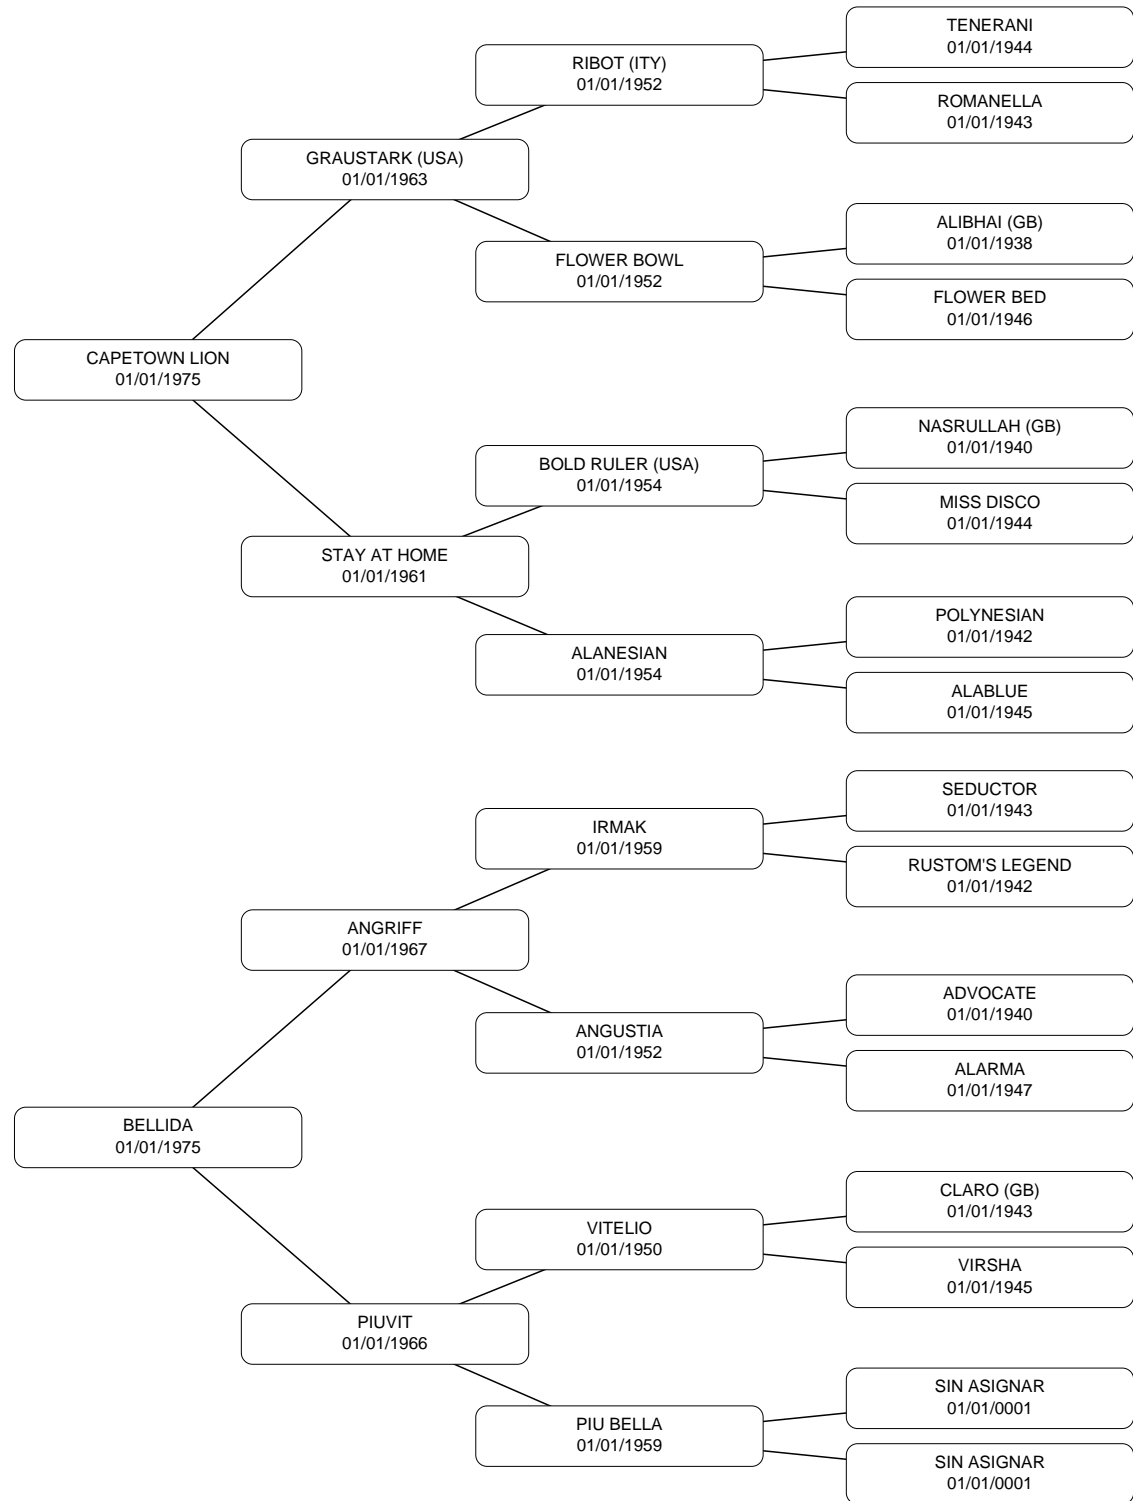 TENERANI
01/01/1944
RIBOT (ITY)
01/01/1952
ROMANELLA
01/01/1943
GRAUSTARK (USA)
01/01/1963
ALIBHAI (GB)
01/01/1938
FLOWER BOWL
01/01/1952
FLOWER BED
01/01/1946
CAPETOWN LION
01/01/1975
NASRULLAH (GB)
01/01/1940
BOLD RULER (USA)
01/01/1954
MISS DISCO
01/01/1944
STAY AT HOME
01/01/1961
POLYNESIAN
01/01/1942
ALANESIAN
01/01/1954
ALABLUE
01/01/1945
SEDUCTOR
01/01/1943
IRMAK
01/01/1959
RUSTOM'S LEGEND
01/01/1942
ANGRIFF
01/01/1967
ADVOCATE
01/01/1940
ANGUSTIA
01/01/1952
ALARMA
01/01/1947
BELLIDA
01/01/1975
CLARO (GB)
01/01/1943
VITELIO
01/01/1950
VIRSHA
01/01/1945
PIUVIT
01/01/1966
SIN ASIGNAR
01/01/0001
PIU BELLA
01/01/1959
SIN ASIGNAR
01/01/0001